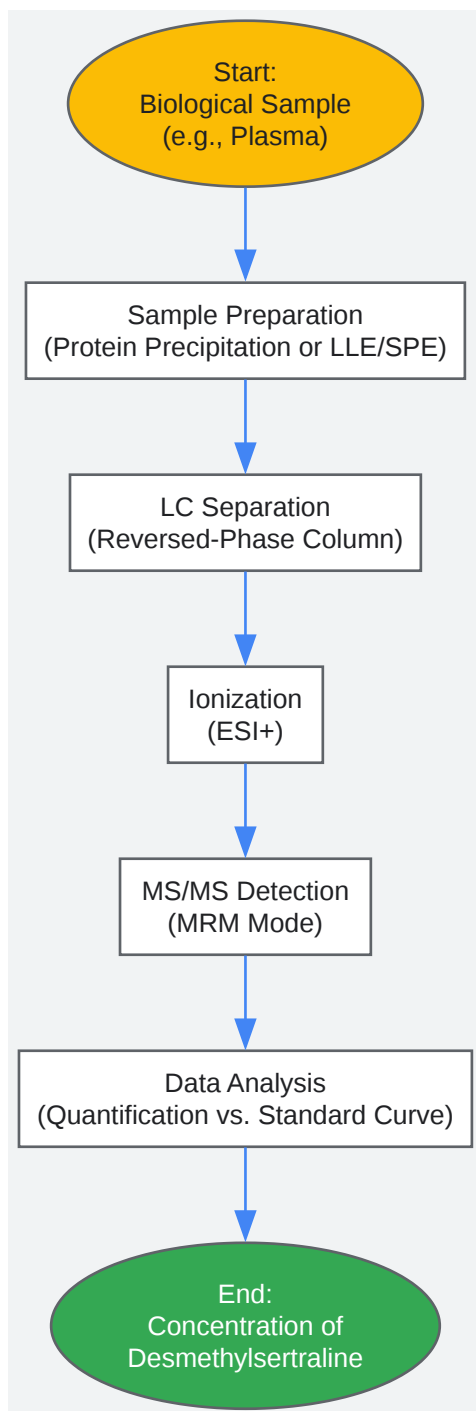 Start:
Biological Sample
(e.g., Plasma)
Sample Preparation
(Protein Precipitation or LLE/SPE)
LC Separation
(Reversed-Phase Column)
Ionization
(ESI+)
MS/MS Detection
(MRM Mode)
Data Analysis
(Quantification vs. Standard Curve)
End:
Concentration of
Desmethylsertraline